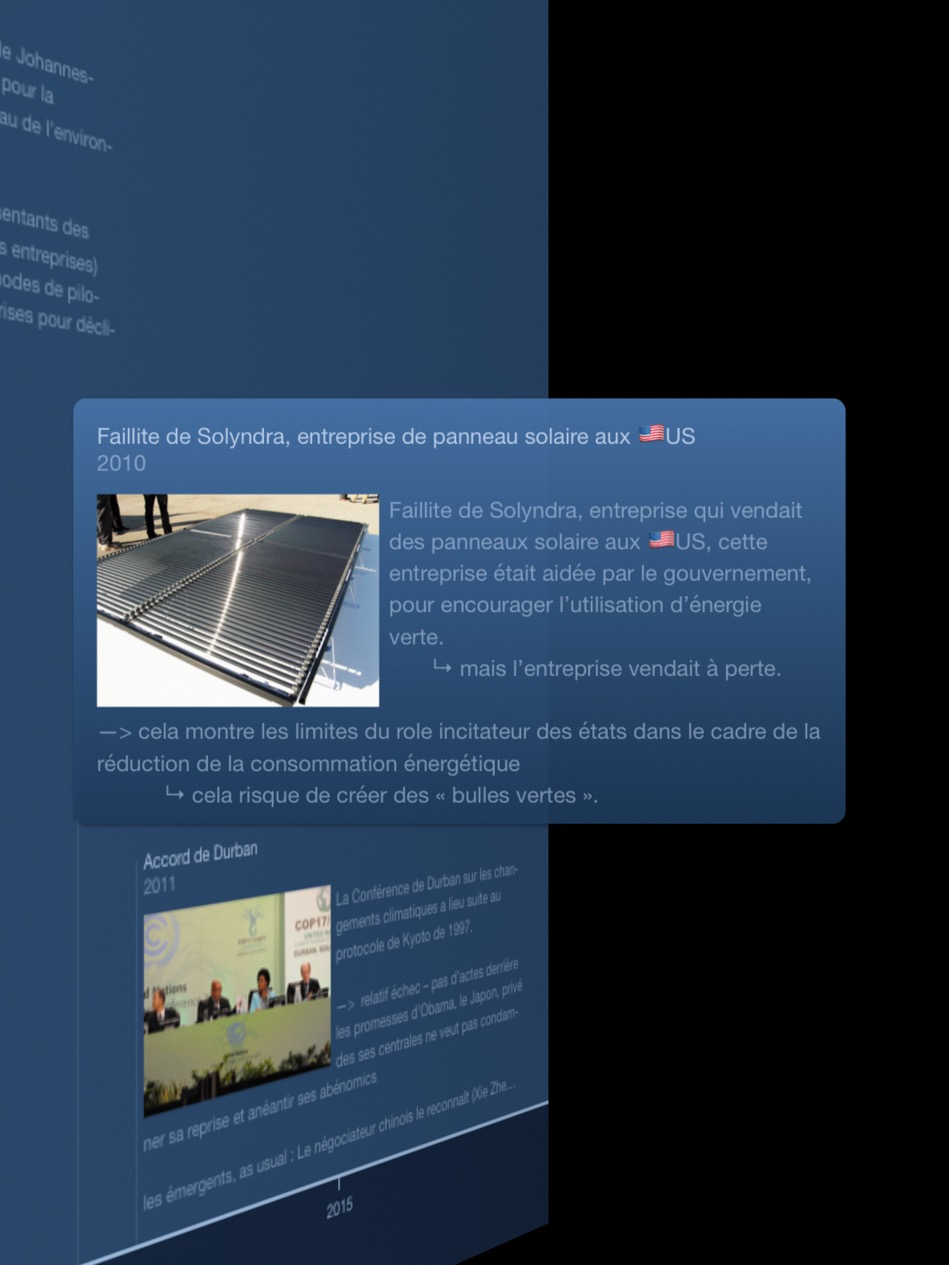 le Johannes-
pour la
au de l'environ-
sentants des
s entreprises)
nodes de pilo-
rises pour décli-
Faillite de Solyndra, entreprise de panneau solaire aux 🇺🇸US
2010
Faillite de Solyndra, entreprise qui vendait
des panneaux solaire aux 🇺🇸US, cette
entreprise était aidée par le gouvernement,
pour encourager l'utilisation d'énergie
verte.
↳ mais l'entreprise vendait à perte.
—> cela montre les limites du role incitateur des états dans le cadre de la
réduction de la consommation énergétique
↳ cela risque de créer des « bulles vertes ».
Accord de Durban
2011
La Conférence de Durban sur les chan-
gements climatiques a lieu suite au
protocole de Kyoto de 1997.
—> relatif échec – pas d'actes derrière
les promesses d'Obama, le Japon, privé
des ses centrales ne veut pas condam-
ner sa reprise et anéantir ses abénomics
les émergents, as usual : Le négociateur chinois le reconnaît (Xie Zhe...
COP17/
d Nations
2015